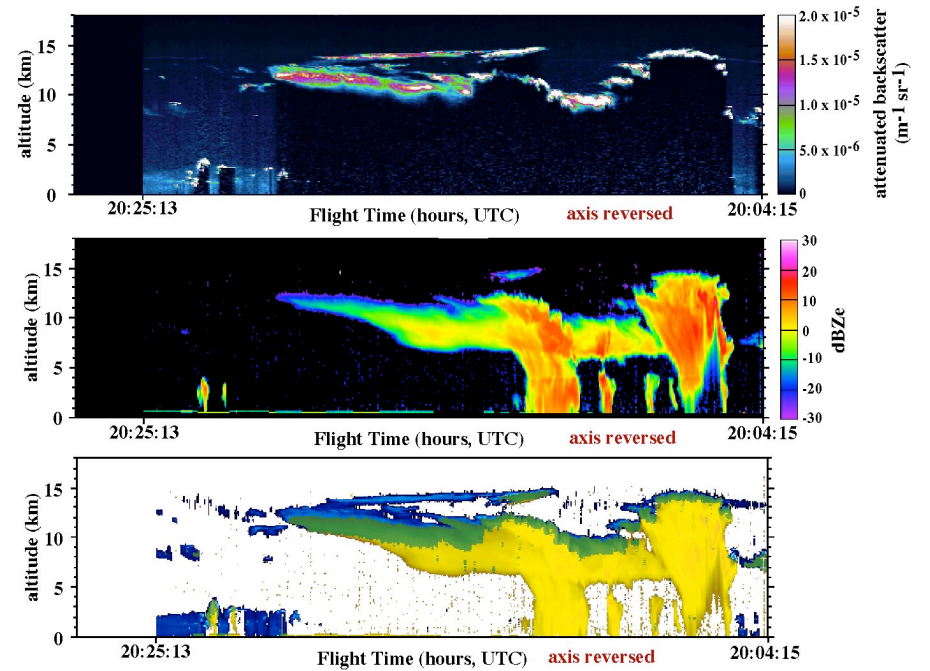 15
10
5
0
altitude (km)
20:25:13
Flight Time (hours, UTC)
axis reversed
20:04:15
2.0 x 10-5
1.5 x 10-5
1.0 x 10-5
5.0 x 10-6
0
attenuated backscatter
(m-1 sr-1)
15
10
5
0
altitude (km)
20:25:13
Flight Time (hours, UTC)
axis reversed
20:04:15
30
20
10
0
-10
-20
-30
dBZe
15
10
5
0
altitude (km)
20:25:13
Flight Time (hours, UTC)
axis reversed
20:04:15